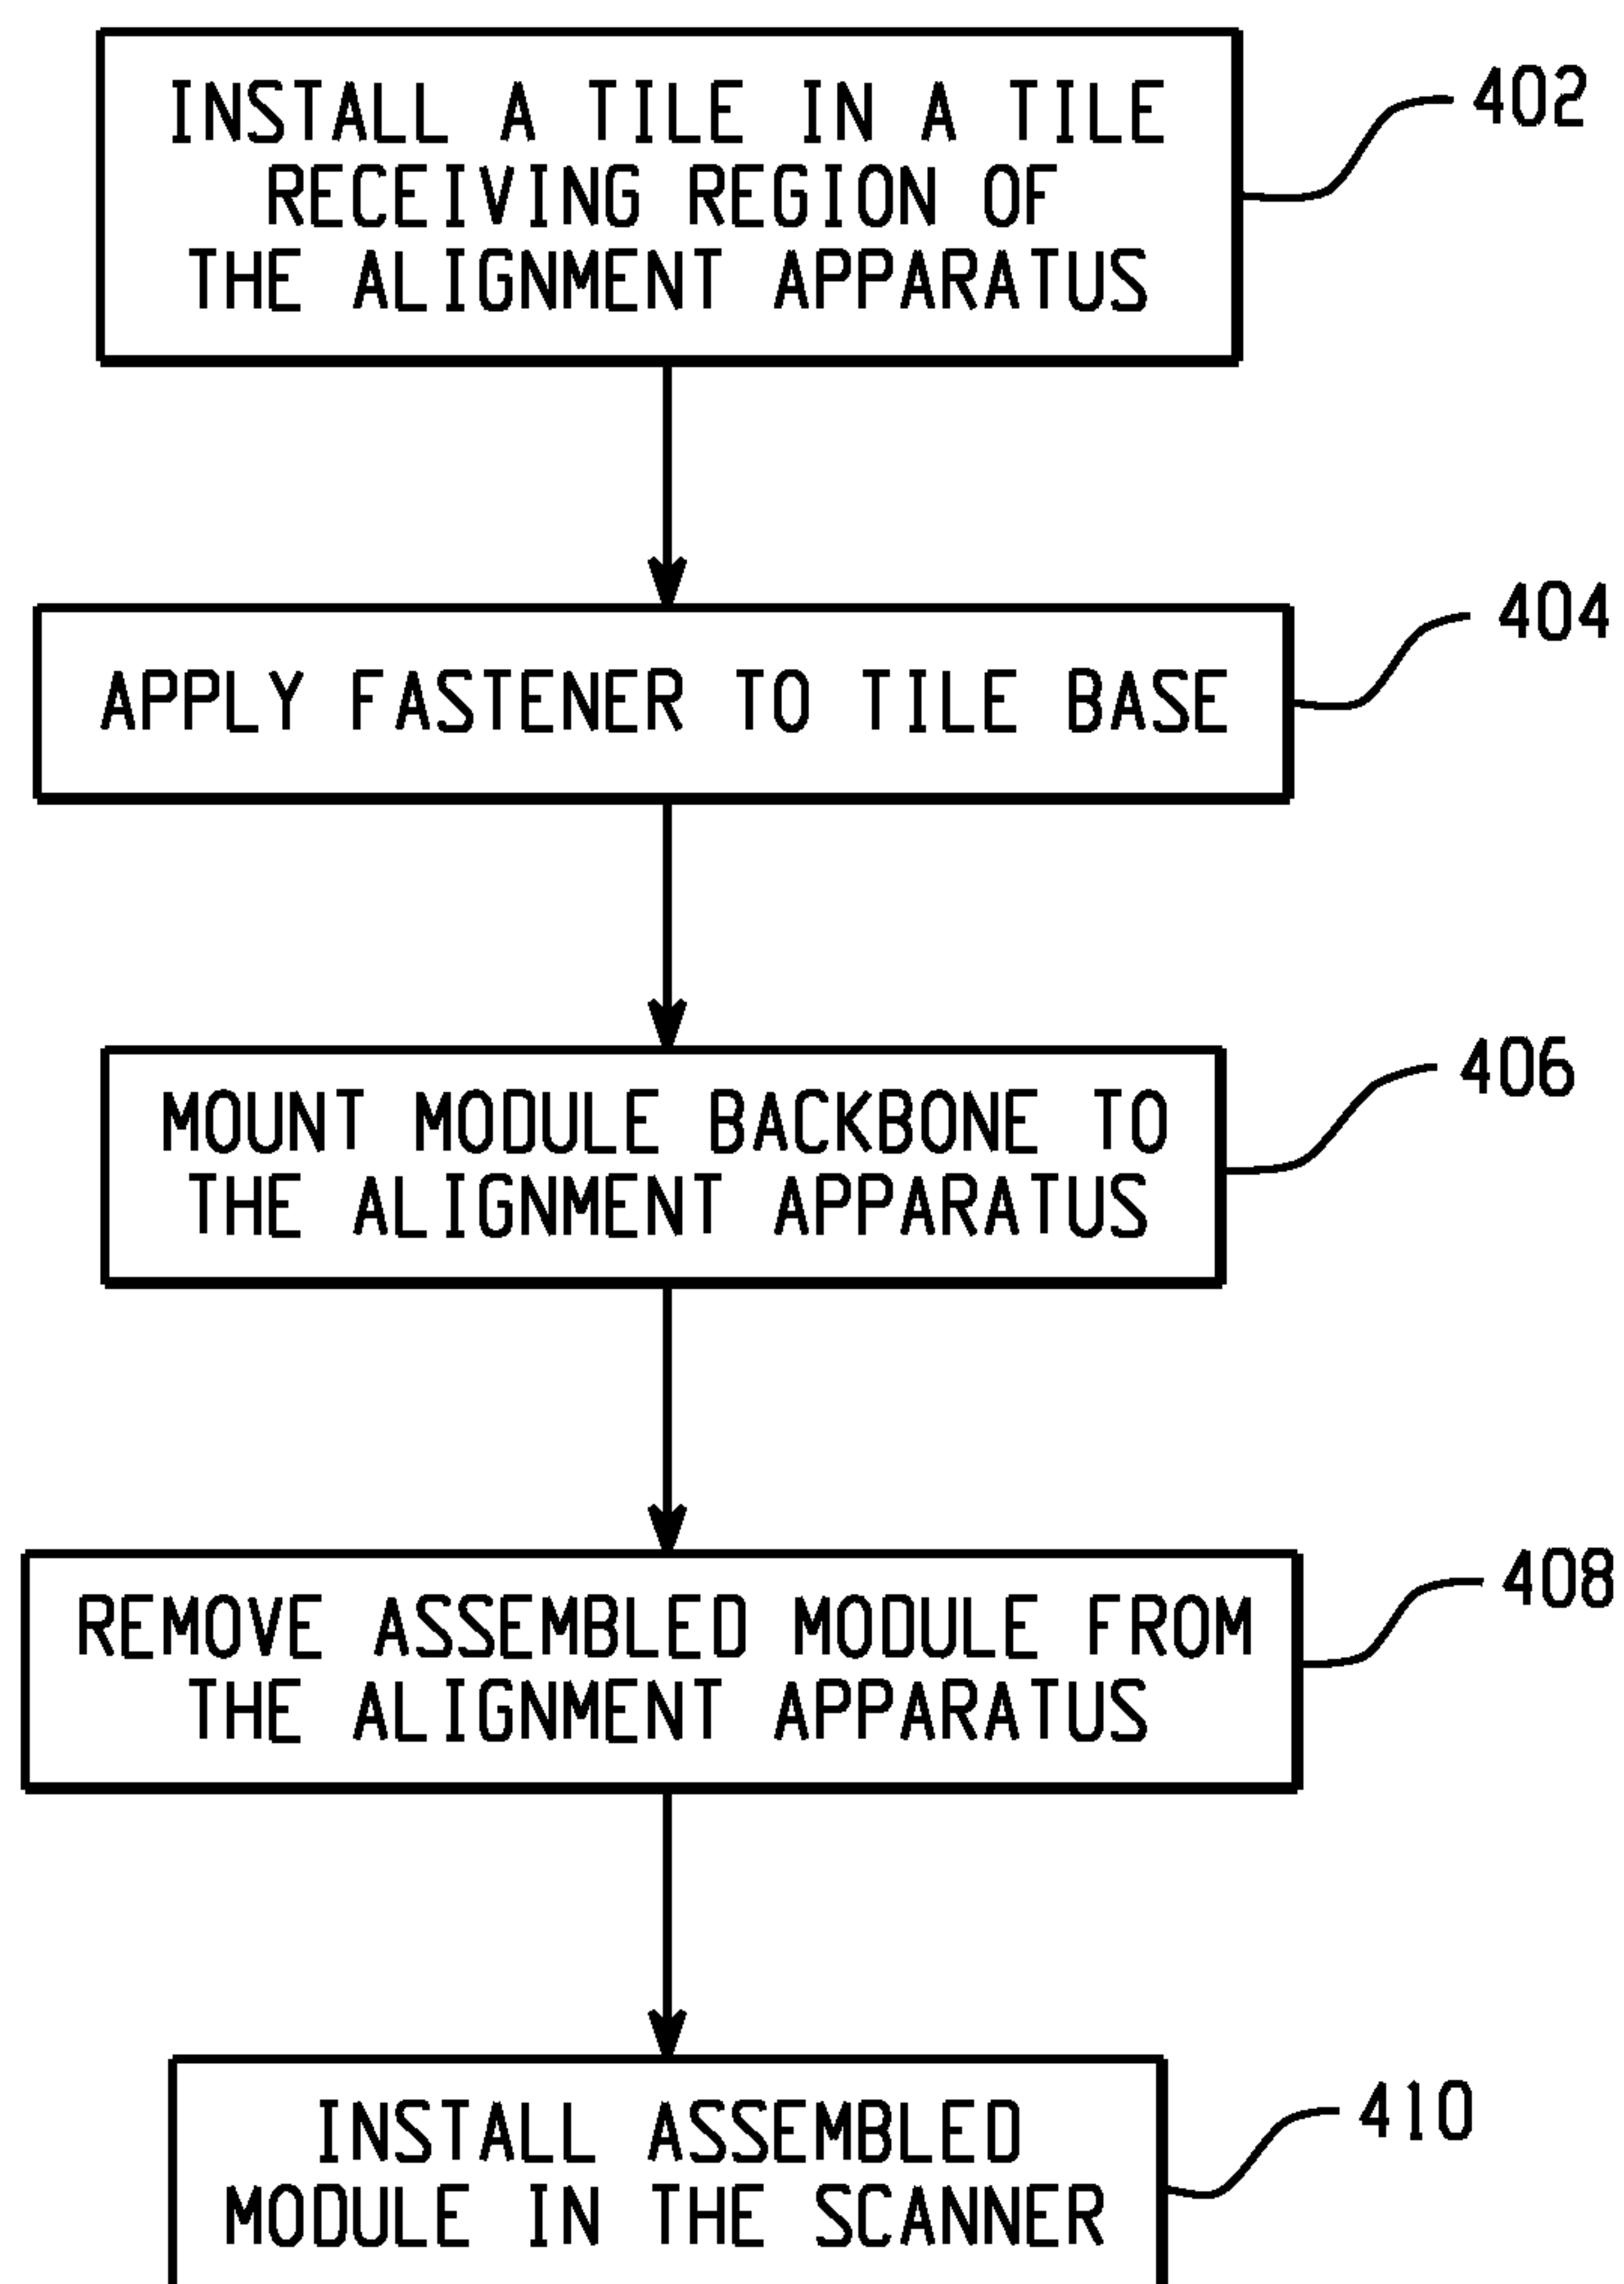 INSTALL A TILE IN A TILE
RECEIVING REGION OF
THE ALIGNMENT APPARATUS
402
APPLY FASTENER TO TILE BASE
404
MOUNT MODULE BACKBONE TO
THE ALIGNMENT APPARATUS
406
REMOVE ASSEMBLED MODULE FROM
THE ALIGNMENT APPARATUS
408
INSTALL ASSEMBLED
MODULE IN THE SCANNER
410